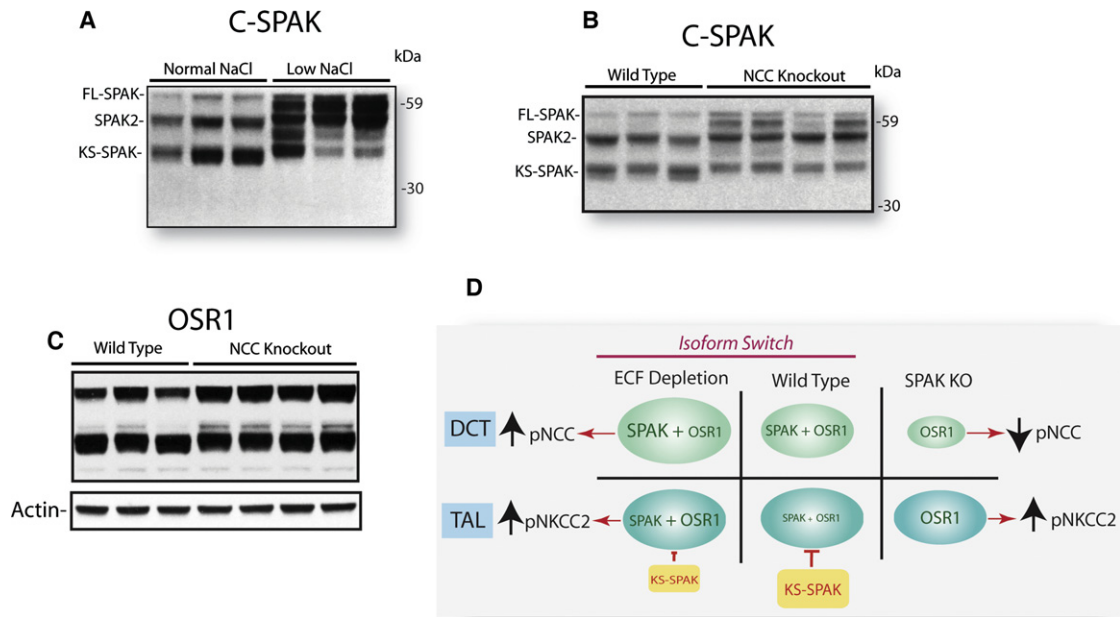 A
C-SPAK
kDa
Normal NaCl
Low NaCl
FL-SPAK-
-59
SPAK2-
KS-SPAK-
-30
B
C-SPAK
kDa
Wild Type
NCC Knockout
FL-SPAK-
-59
SPAK2-
KS-SPAK-
-30
C
OSR1
Wild Type
NCC Knockout
Actin-
D
Isoform Switch
ECF Depletion
Wild Type
SPAK KO
DCT
pNCC
SPAK + OSR1
SPAK + OSR1
OSR1
pNCC
TAL
pNKCC2
SPAK + OSR1
SPAK + OSR1
OSR1
pNKCC2
KS-SPAK
KS-SPAK